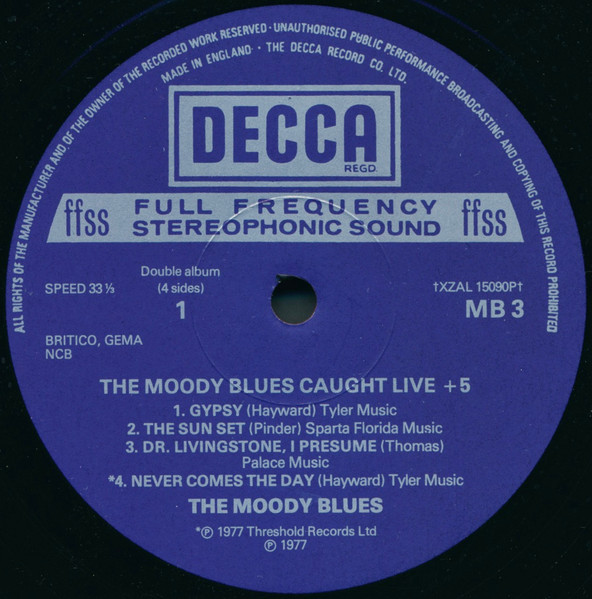 ALL RIGHTS OF THE MANUFACTURER AND OF THE OWNER OF THE RECORDED WORK RESERVED · UNAUTHORISED PUBLIC PERFORMANCE BROADCASTING AND COPYING OF THIS RECORD PROHIBITED
MADE IN ENGLAND · THE DECCA RECORD CO. LTD.
DECCA
REGD.
ffss FULL FREQUENCY ffss
STEREOPHONIC SOUND
SPEED 33 ⅓
Double album
(4 sides)
1
†XZAL 15090P†
MB 3
BRITICO, GEMA
NCB
THE MOODY BLUES CAUGHT LIVE +5
1. GYPSY (Hayward) Tyler Music
2. THE SUN SET (Pinder) Sparta Florida Music
3. DR. LIVINGSTONE, I PRESUME (Thomas)
Palace Music
*4. NEVER COMES THE DAY (Hayward) Tyler Music
THE MOODY BLUES
*℗ 1977 Threshold Records Ltd
℗ 1977